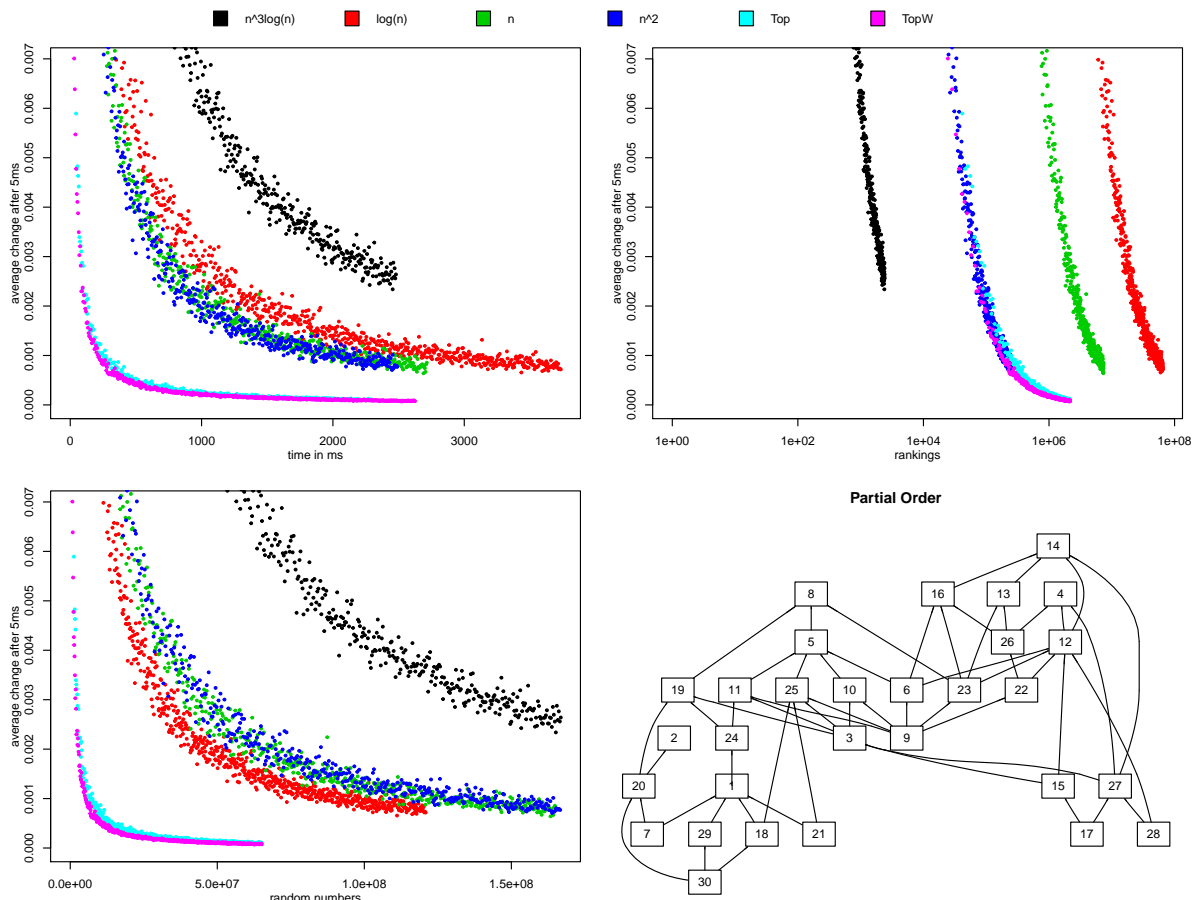 n^3log(n) log(n) n n^2 Top TopW
average change after 5ms
0.000 0.001 0.002 0.003 0.004 0.005 0.006 0.007
0 1000 2000 3000
time in ms
average change after 5ms
0.000 0.001 0.002 0.003 0.004 0.005 0.006 0.007
1e+00 1e+02 1e+04 1e+06 1e+08
rankings
average change after 5ms
0.000 0.001 0.002 0.003 0.004 0.005 0.006 0.007
0.0e+00 5.0e+07 1.0e+08 1.5e+08
random numbers
Partial Order
14
8 16 13 4
5 26 12
19 11 25 10 6 23 22
2 24 3 9
20 1 15 27
7 29 18 21 17 28
30